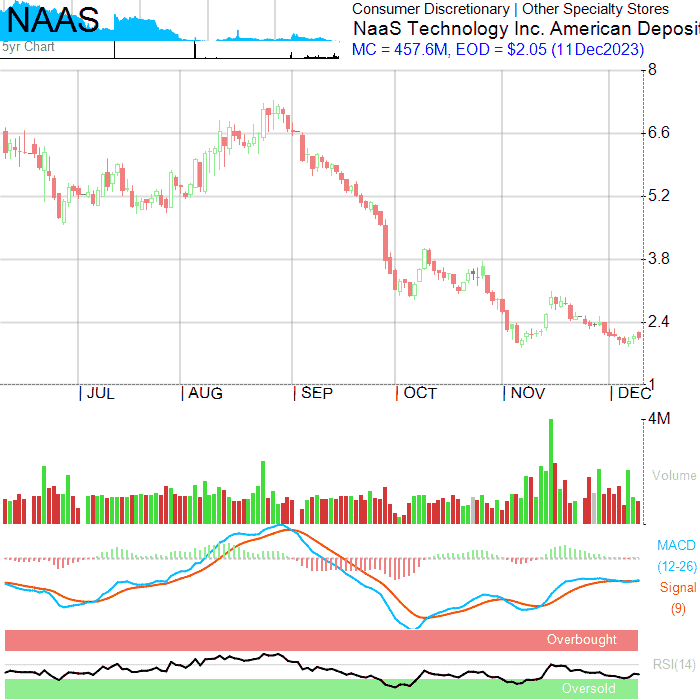 NAAS
5yr Chart
Consumer Discretionary | Other Specialty Stores
NaaS Technology Inc. American Deposit
MC = 457.6M, EOD = $2.05 (11Dec2023)
8
6.6
5.2
3.8
2.4
1
JUL
AUG
SEP
OCT
NOV
DEC
4M
Volume
MACD
(12-26)
Signal
(9)
Overbought
RSI(14)
Oversold